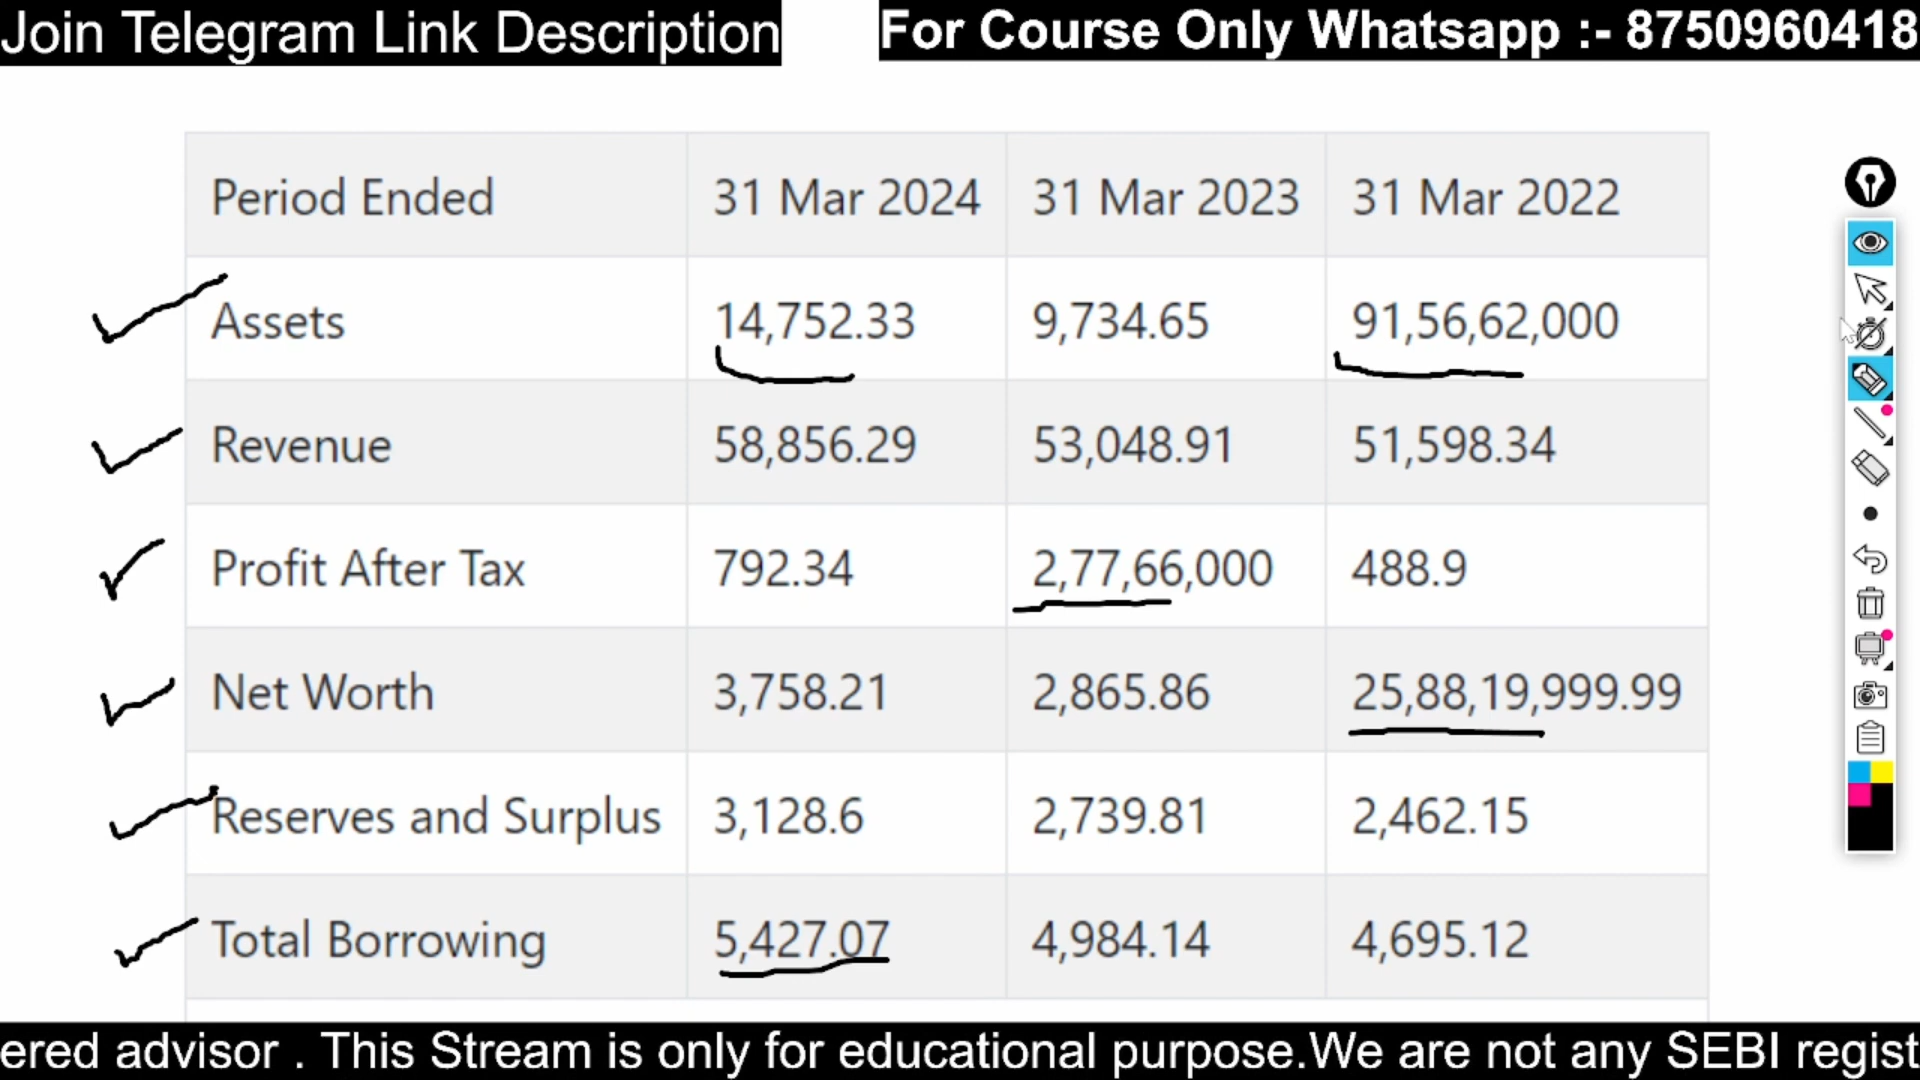 Join Telegram Link Description
For Course Only Whatsapp :- 8750960418
Period Ended 31 Mar 2024 31 Mar 2023 31 Mar 2022
Assets 14,752.33 9,734.65 91,56,62,000
Revenue 58,856.29 53,048.91 51,598.34
Profit After Tax 792.34 2,77,66,000 488.9
Net Worth 3,758.21 2,865.86 25,88,19,999.99
Reserves and Surplus 3,128.6 2,739.81 2,462.15
Total Borrowing 5,427.07 4,984.14 4,695.12
ered advisor . This Stream is only for educational purpose.We are not any SEBI regist